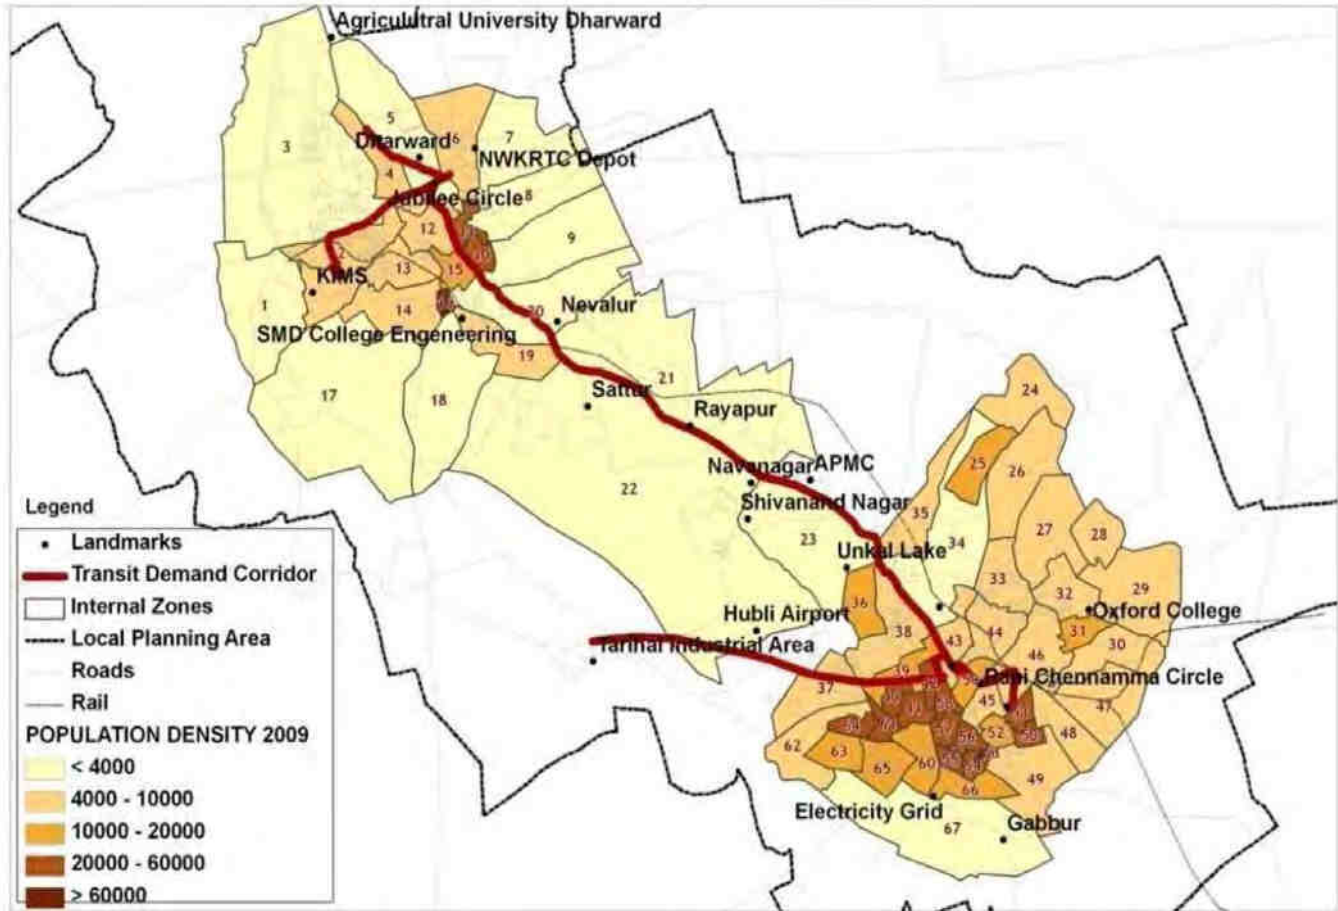 Agriculutral University Dharward
5
3
Dharward
6
7
NWKRTC Depot
4
Jubilee Circle
8
12
9
2
13
15
KIMS
1
14
20
Nevalur
SMD College Engeneering
19
21
17
18
Sattur
Rayapur
24
25
26
22
Navanagar
APMC
Shivanand Nagar
35
27
28
23
34
Unkal Lake
33
32
29
36
Hubli Airport
Oxford College
31
30
38
43
44
46
Tarihal Industrial Area
37
39
Rani Chennamma Circle
45
47
52
48
56
62
63
65
60
49
66
Electricity Grid
67
Gabbur
Legend
Landmarks
Transit Demand Corridor
Internal Zones
Local Planning Area
Roads
Rail
POPULATION DENSITY 2009
< 4000
4000 - 10000
10000 - 20000
20000 - 60000
> 60000